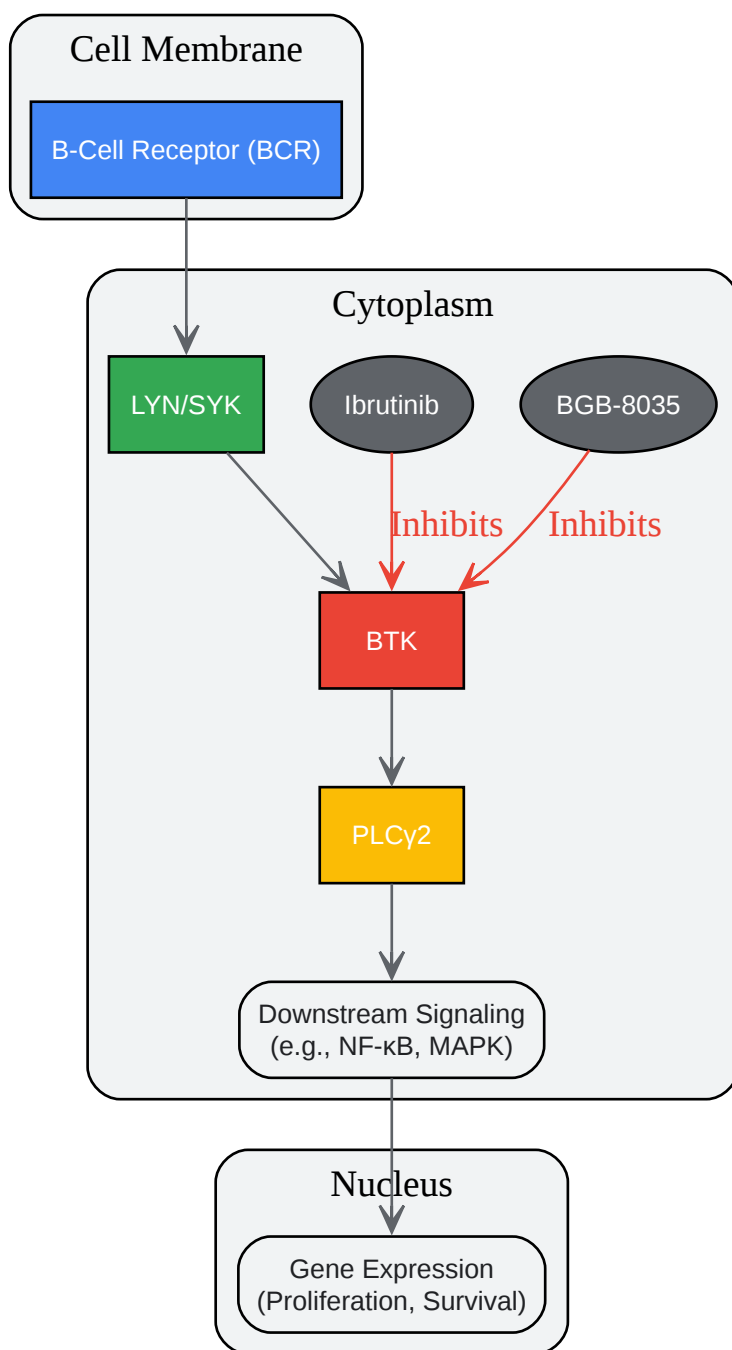 Cell Membrane
B-Cell Receptor (BCR)
Cytoplasm
LYN/SYK
Ibrutinib
BGB-8035
Inhibits
Inhibits
BTK
PLCγ2
Downstream Signaling
(e.g., NF-κB, MAPK)
Nucleus
Gene Expression
(Proliferation, Survival)